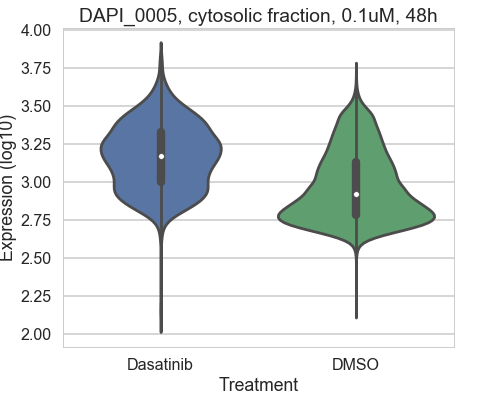 DAPI_0005, cytosolic fraction, 0.1uM, 48h
4.00
3.75
3.50
3.25
3.00
2.75
2.50
2.25
2.00
Expression (log10)
Dasatinib
DMSO
Treatment